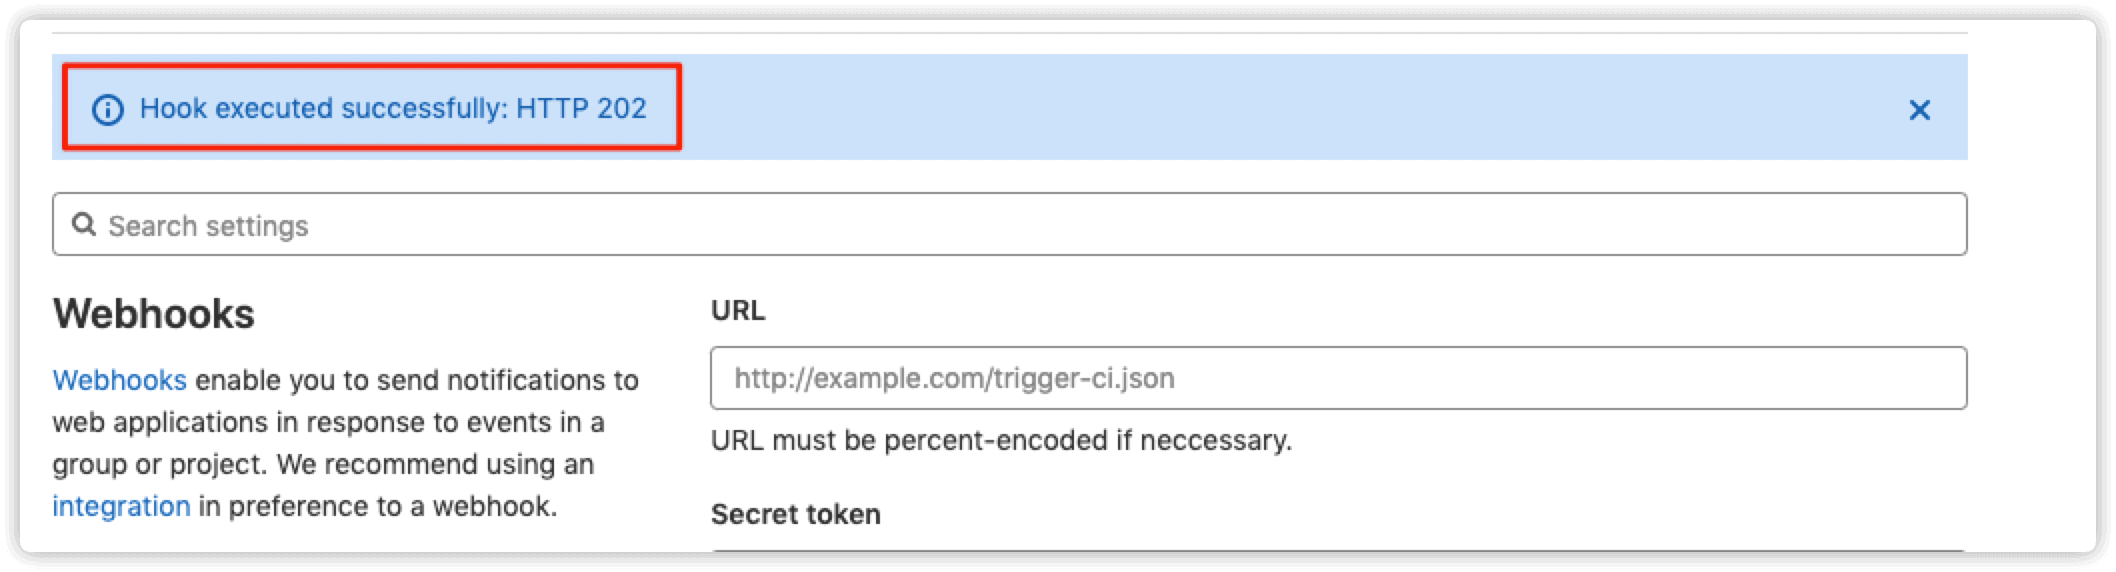 Hook executed successfully: HTTP 202
Search settings
Webhooks
Webhooks enable you to send notifications to
web applications in response to events in a
group or project. We recommend using an
integration in preference to a webhook.
URL
http://example.com/trigger-ci.json
URL must be percent-encoded if neccessary.
Secret token